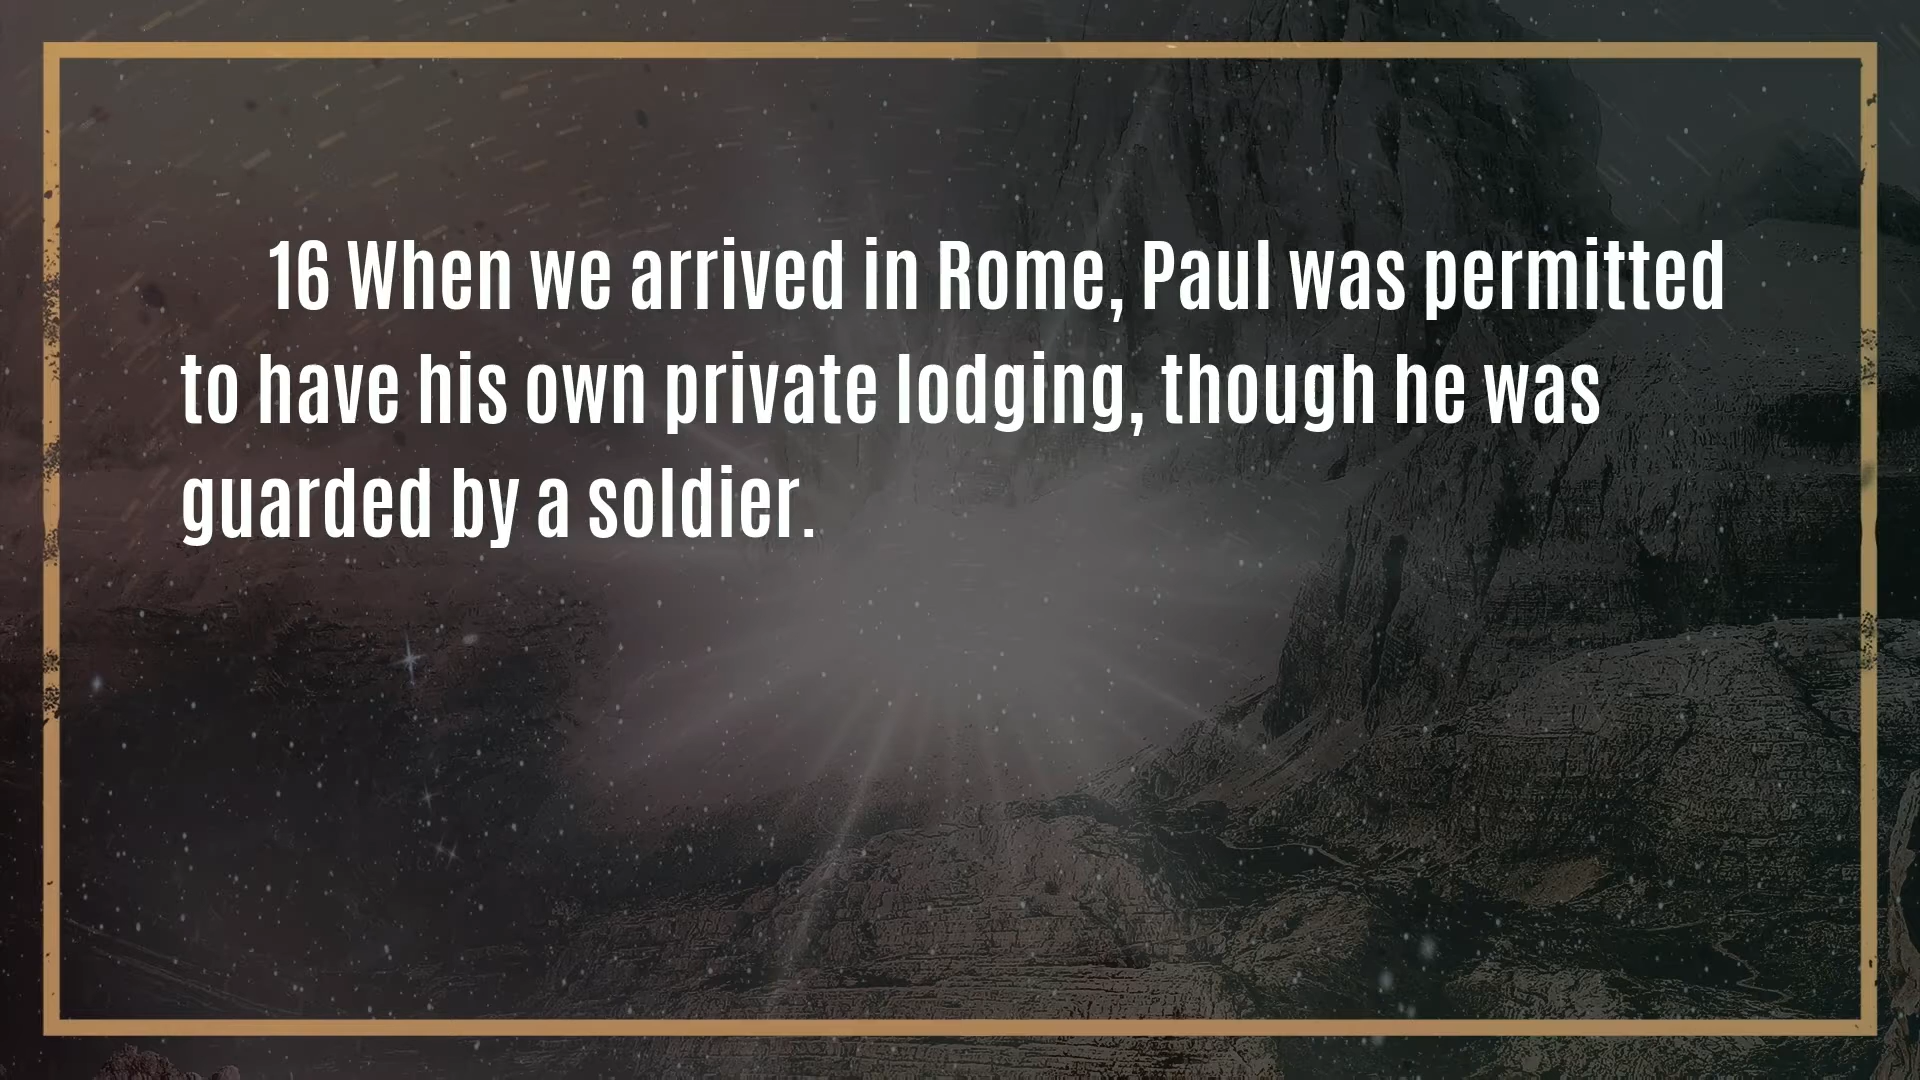 16 When we arrived in Rome, Paul was permitted
to have his own private lodging, though he was
guarded by a soldier.